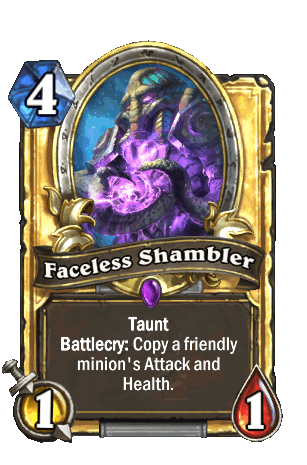 4
Faceless Shambler
Taunt
Battlecry: Copy a friendly
minion's Attack and
Health.
1
1